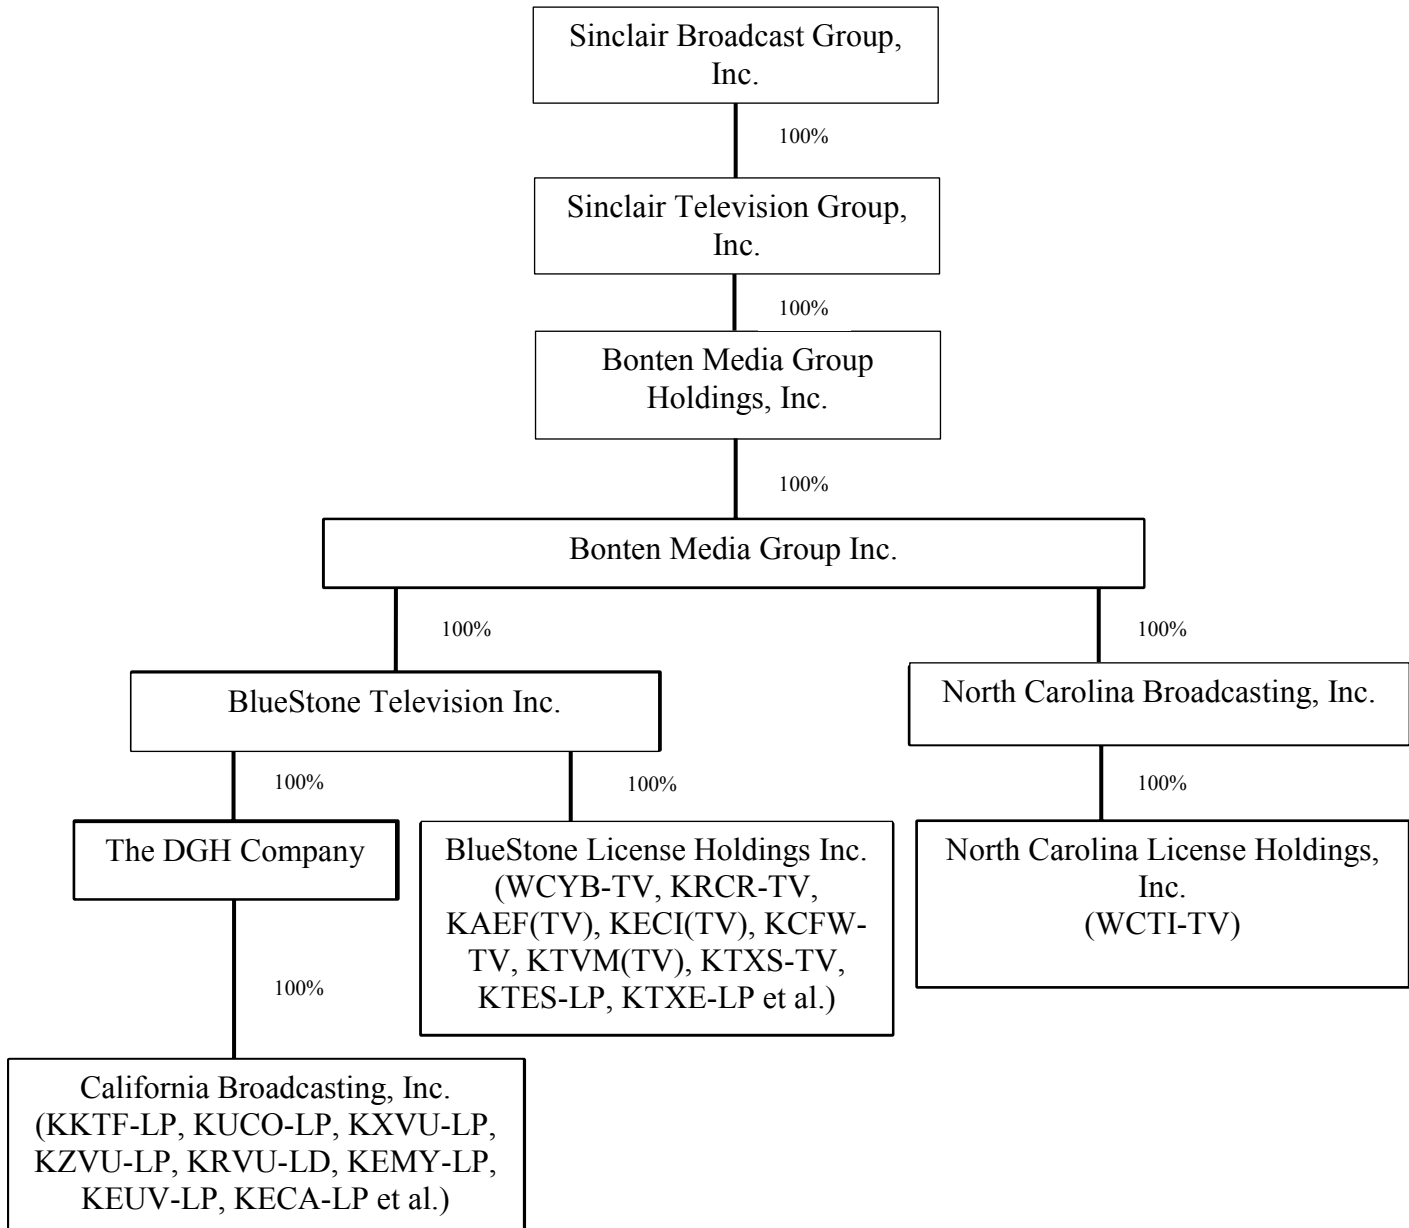 Sinclair Broadcast Group,
Inc.
100%
Sinclair Television Group,
Inc.
100%
Bonten Media Group
Holdings, Inc.
100%
Bonten Media Group Inc.
100%
100%
BlueStone Television Inc.
North Carolina Broadcasting, Inc.
100%
100%
100%
The DGH Company
BlueStone License Holdings Inc.
(WCYB-TV, KRCR-TV,
KAEF(TV), KECI(TV), KCFW-
TV, KTVM(TV), KTXS-TV,
KTES-LP, KTXE-LP et al.)
North Carolina License Holdings,
Inc.
(WCTI-TV)
100%
California Broadcasting, Inc.
(KKTF-LP, KUCO-LP, KXVU-LP,
KZVU-LP, KRVU-LD, KEMY-LP,
KEUV-LP, KECA-LP et al.)